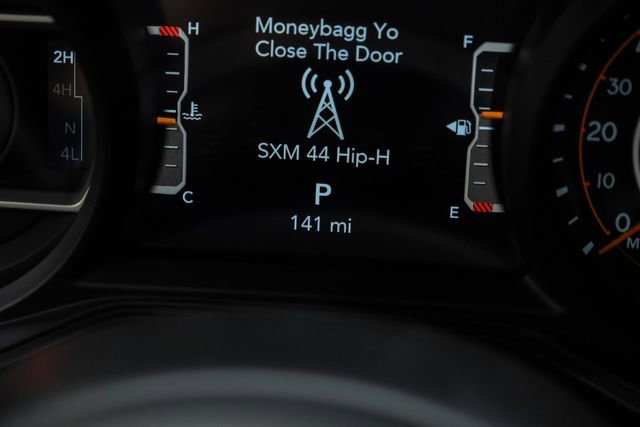 Moneybagg Yo
Close The Door
SXM 44 Hip-H
P
141 mi
2H
4H
N
4L
H
C
F
E
30
20
10
0
M